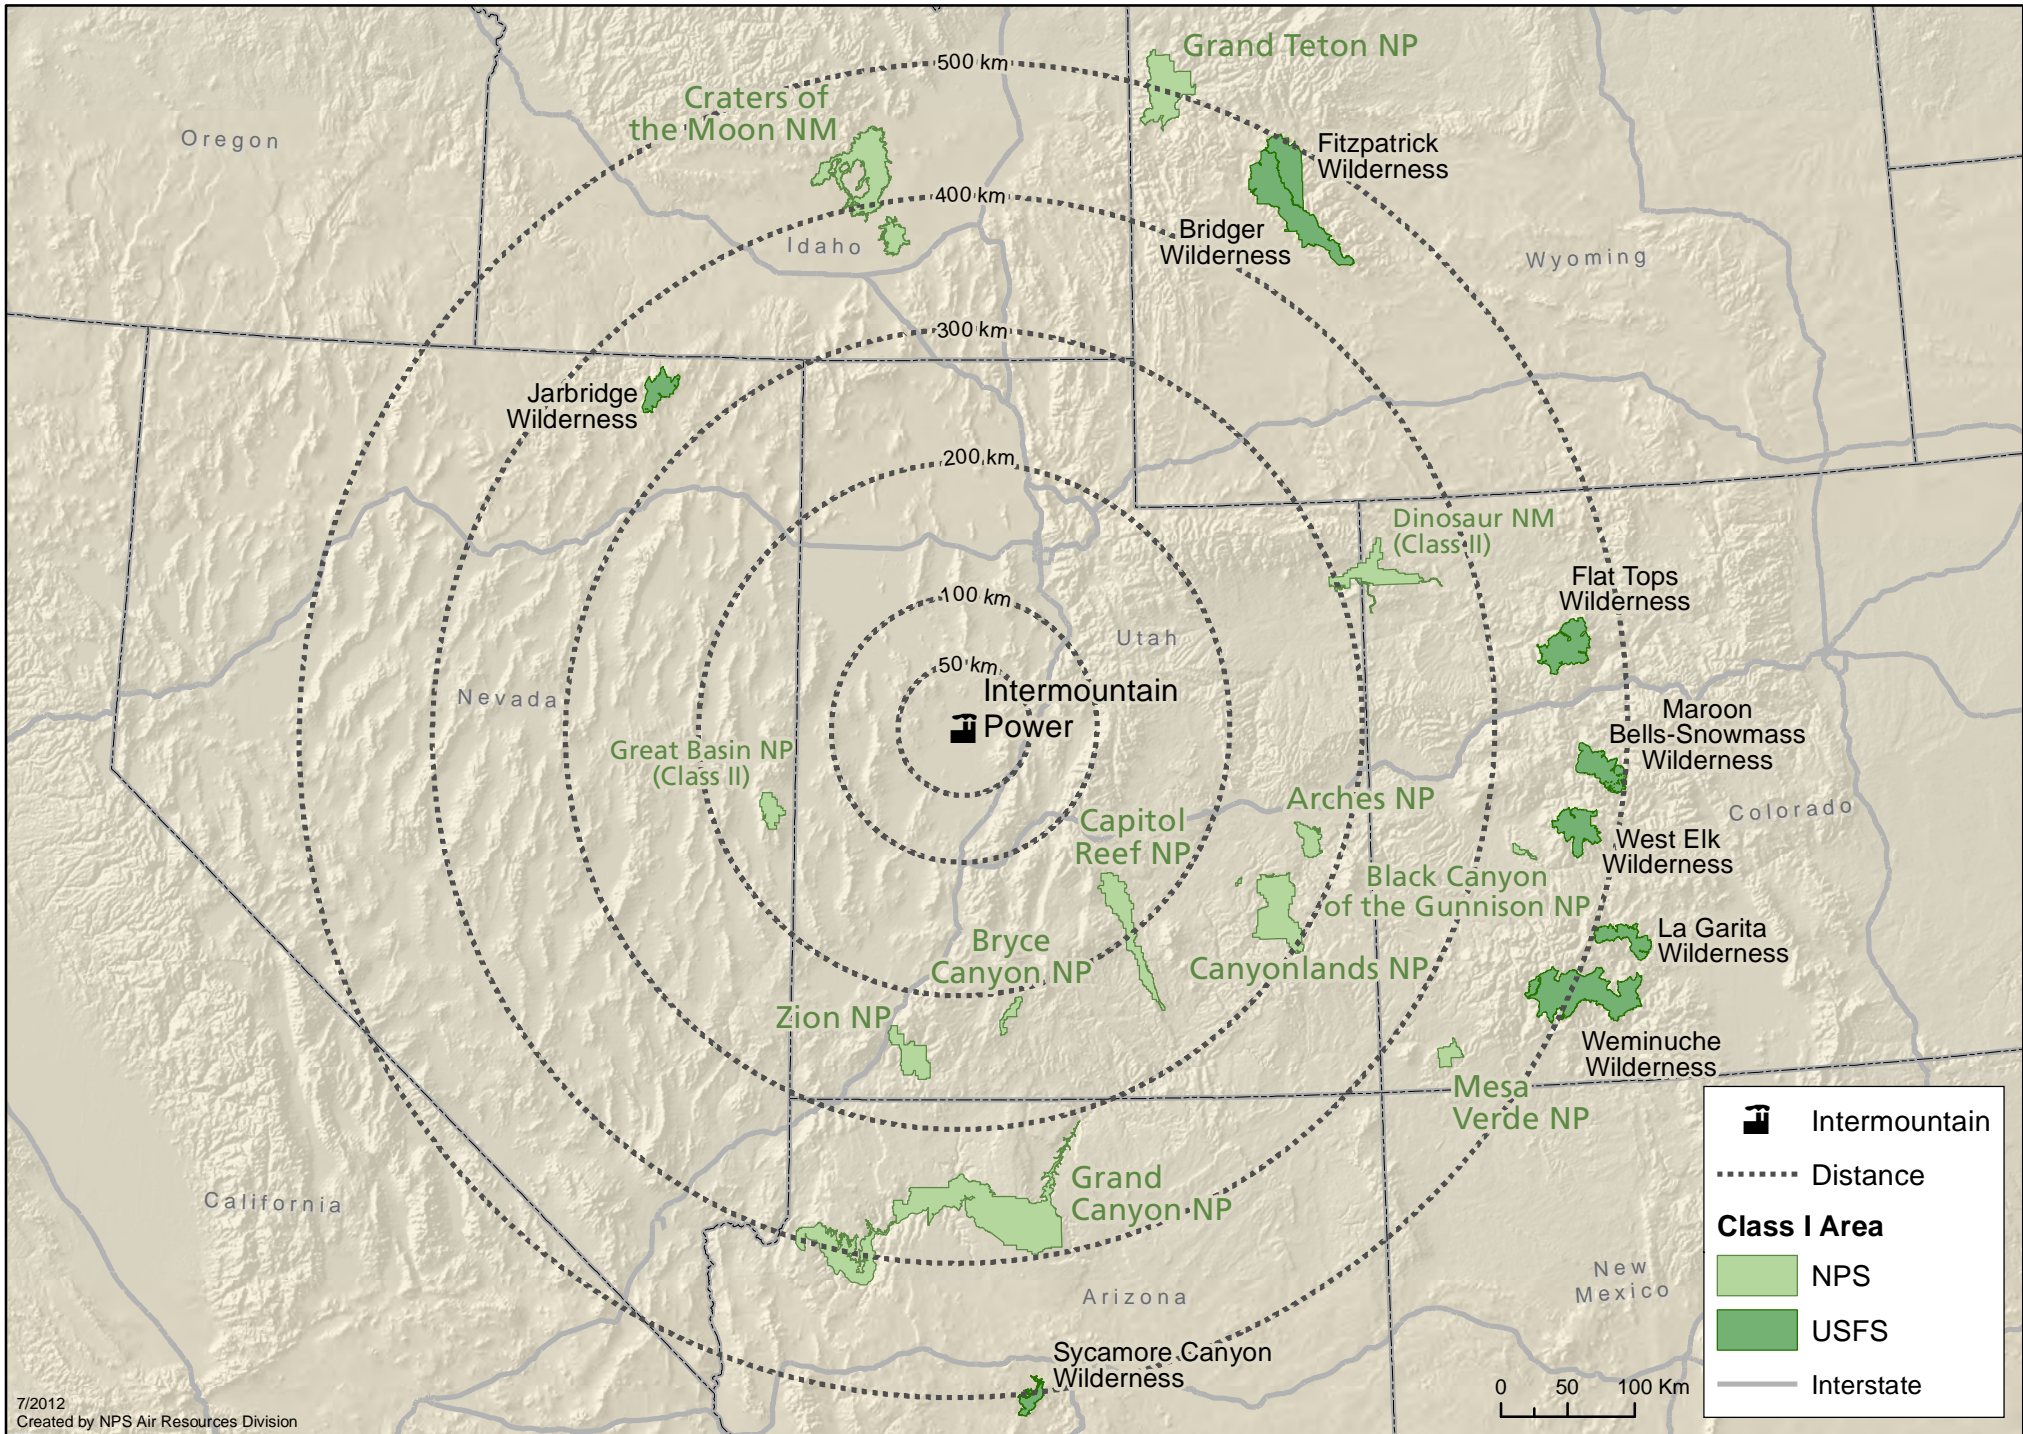 Grand Teton NP
500 km
Craters of
the Moon NM
Oregon
Fitzpatrick
Wilderness
400 km
Bridger
Wilderness
Idaho
Wyoming
300 km
Jarbridge
Wilderness
200 km
Dinosaur NM
(Class II)
Flat Tops
Wilderness
100 km
Utah
50 km
Intermountain
Power
Nevada
Maroon
Bells-Snowmass
Wilderness
Great Basin NP
(Class II)
Arches NP
Colorado
Capitol
Reef NP
West Elk
Wilderness
Black Canyon
of the Gunnison NP
Bryce
Canyon NP
La Garita
Wilderness
Canyonlands NP
Zion NP
Weminuche
Wilderness
Mesa
Verde NP
Grand
Canyon NP
California
Arizona
New
Mexico
Sycamore Canyon
Wilderness
Intermountain
Distance
Class I Area
NPS
USFS
Interstate
0 50 100 Km
7/2012
Created by NPS Air Resources Division